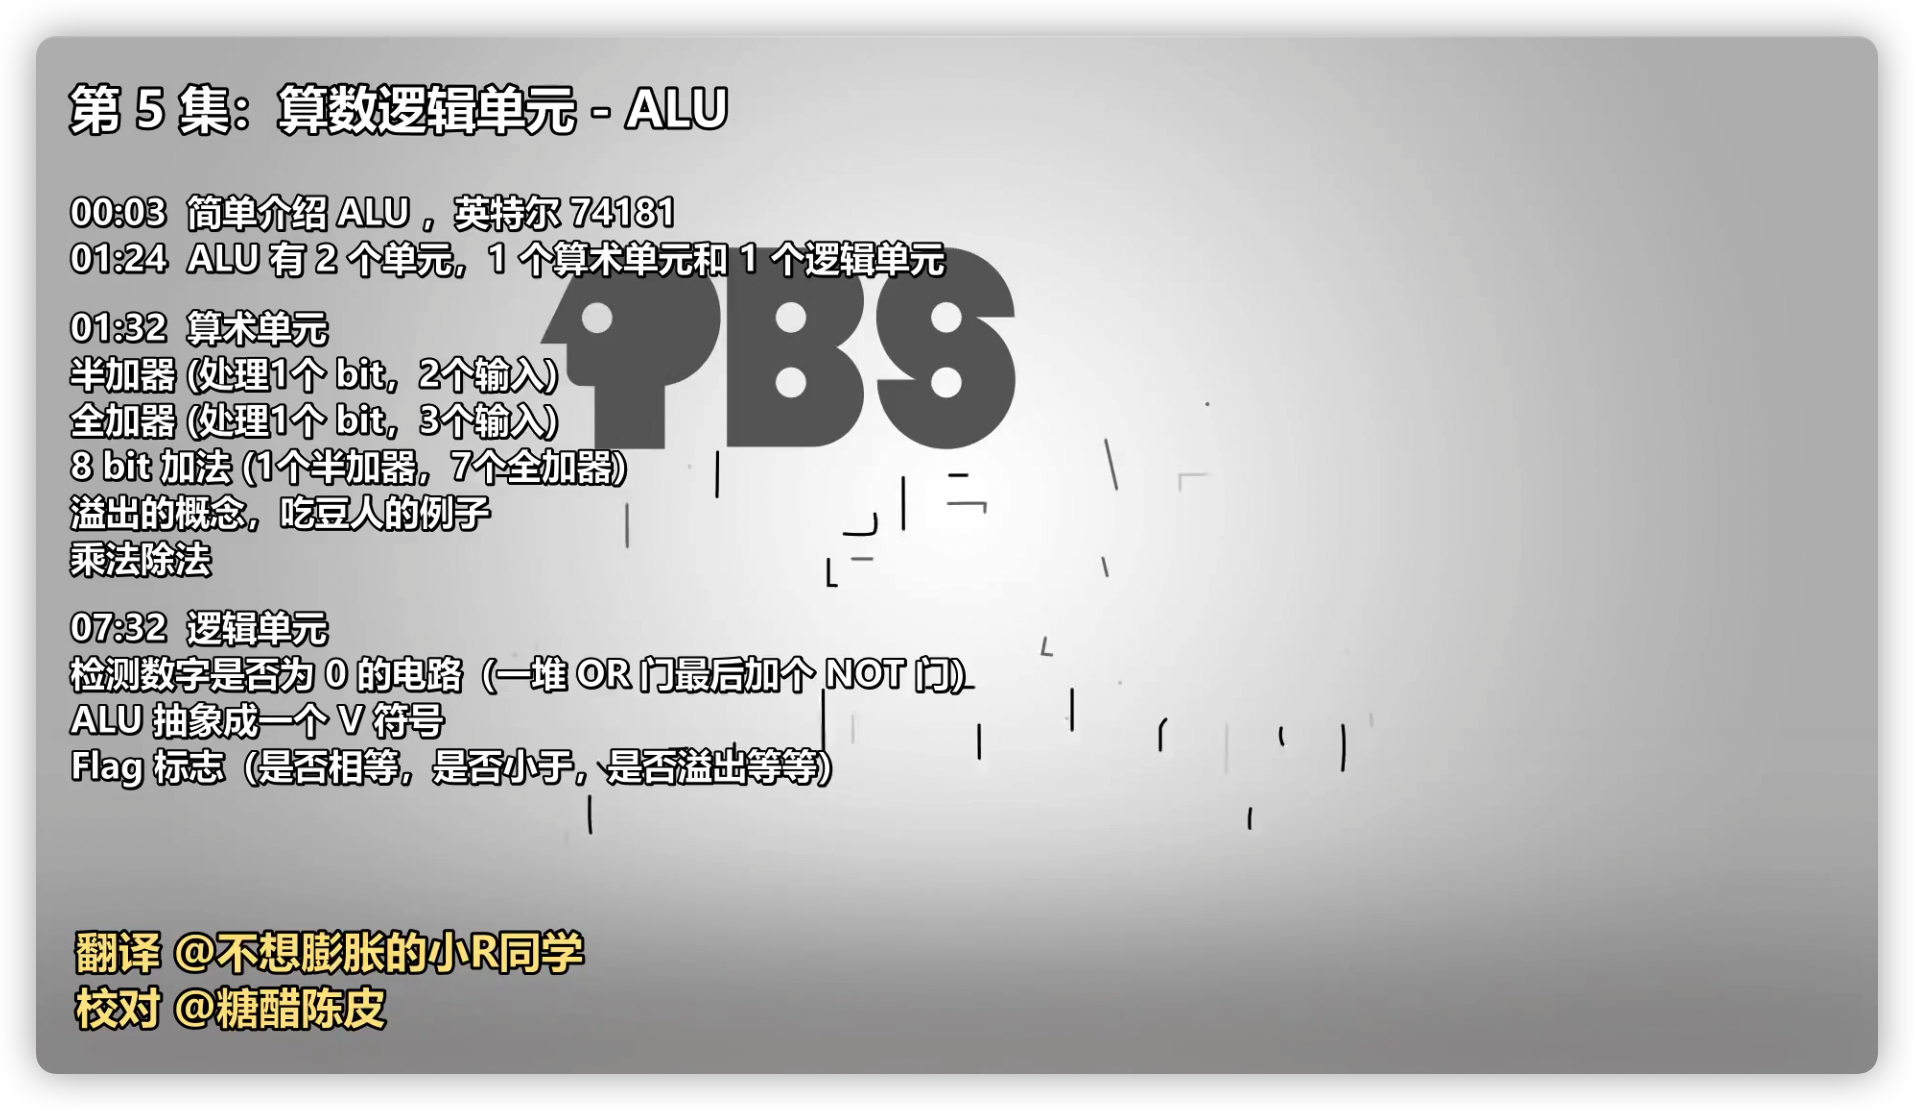 第 5 集：算数逻辑单元 - ALU
00:03 简单介绍 ALU ，英特尔 74181
01:24 ALU 有 2 个单元，1 个算术单元和 1 个逻辑单元
PBS
01:32 算术单元
半加器 (处理1个 bit，2个输入)
全加器 (处理1个 bit，3个输入)
8 bit 加法 (1个半加器，7个全加器)
溢出的概念，吃豆人的例子
乘法除法
07:32 逻辑单元
检测数字是否为 0 的电路（一堆 OR 门最后加个 NOT 门）
ALU 抽象成一个 V 符号
Flag 标志（是否相等，是否小于，是否溢出等等）
翻译 @不想膨胀的小R同学
校对 @糖醋陈皮